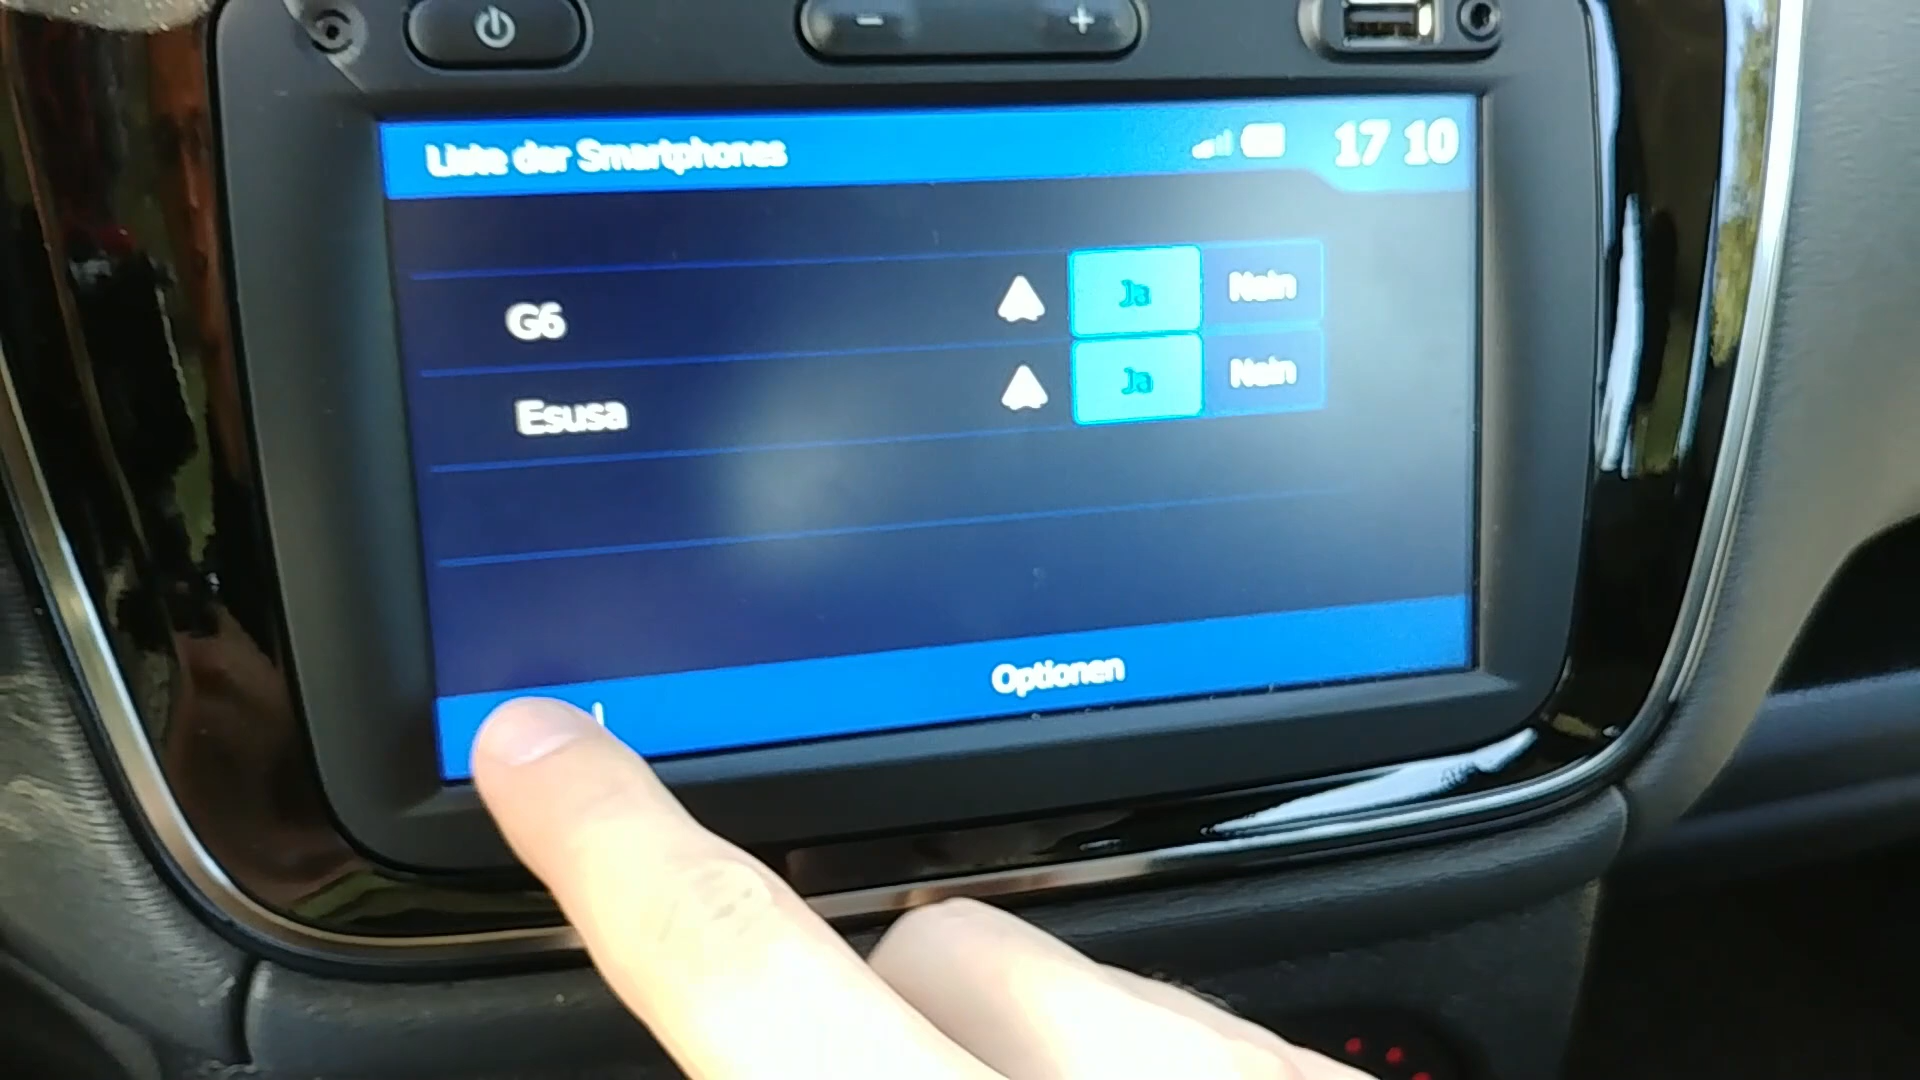 Liste der Smartphones
17 10
G6 Ja Nein
Esusa Ja Nein
Optionen